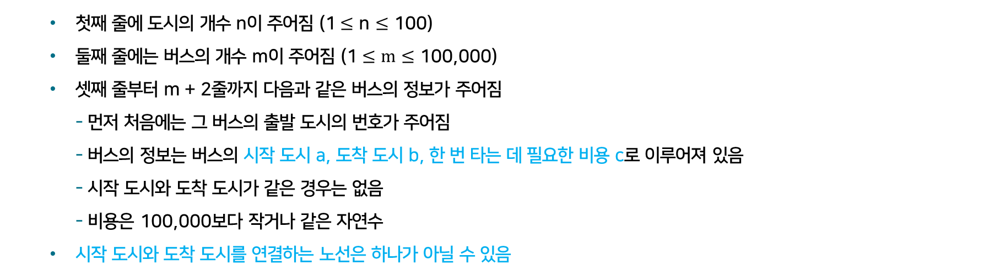 • 첫째 줄에 도시의 개수 n이 주어짐 (1 ≤ n ≤ 100)
• 둘째 줄에는 버스의 개수 m이 주어짐 (1 ≤ m ≤ 100,000)
• 셋째 줄부터 m + 2줄까지 다음과 같은 버스의 정보가 주어짐
- 먼저 처음에는 그 버스의 출발 도시의 번호가 주어짐
- 버스의 정보는 버스의 시작 도시 a, 도착 도시 b, 한 번 타는 데 필요한 비용 c로 이루어져 있음
- 시작 도시와 도착 도시가 같은 경우는 없음
- 비용은 100,000보다 작거나 같은 자연수
• 시작 도시와 도착 도시를 연결하는 노선은 하나가 아닐 수 있음